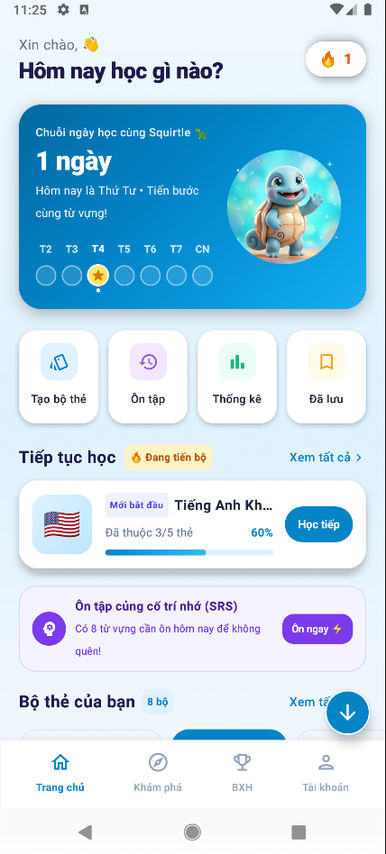 11:25
Xin chào, 👋
Hôm nay học gì nào?
🔥 1
Chuỗi ngày học cùng Squirtle 🐢
1 ngày
Hôm nay là Thứ Tư • Tiến bước
cùng từ vựng!
T2 T3 T4 T5 T6 T7 CN
Tạo bộ thẻ
Ôn tập
Thống kê
Đã lưu
Tiếp tục học
🔥 Đang tiến bộ
Xem tất cả
Mới bắt đầu
Tiếng Anh Kh...
Đã thuộc 3/5 thẻ
60%
Học tiếp
Ôn tập củng cố trí nhớ (SRS)
Có 8 từ vựng cần ôn hôm nay để không
quên!
Ôn ngay ⚡
Bộ thẻ của bạn
8 bộ
Xem
Trang chủ
Khám phá
BXH
Tài khoản